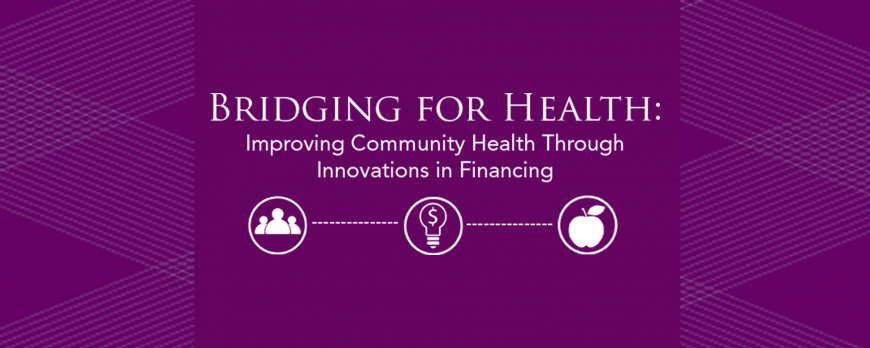 BRIDGING FOR HEALTH:
Improving Community Health Through
Innovations in Financing
$